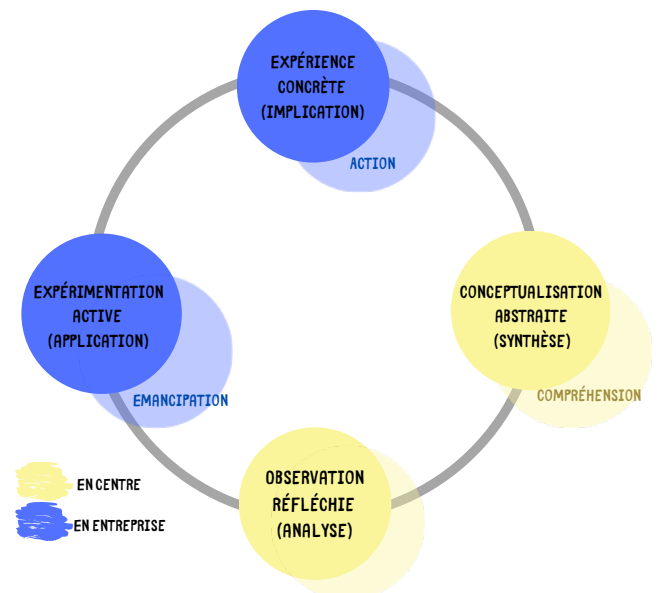 EXPÉRIENCE
CONCRÈTE
(IMPLICATION)
ACTION
EXPÉRIMENTATION
ACTIVE
(APPLICATION)
EMANCIPATION
CONCEPTUALISATION
ABSTRAITE
(SYNTHÈSE)
COMPRÉHENSION
OBSERVATION
RÉFLÉCHIE
(ANALYSE)
EN CENTRE
EN ENTREPRISE